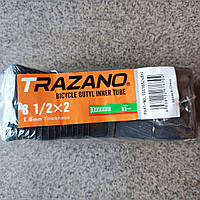 TRAZANO®
BICYCLE BUTYL INNER TUBE
8 1/2×2
1.6mm Thickness